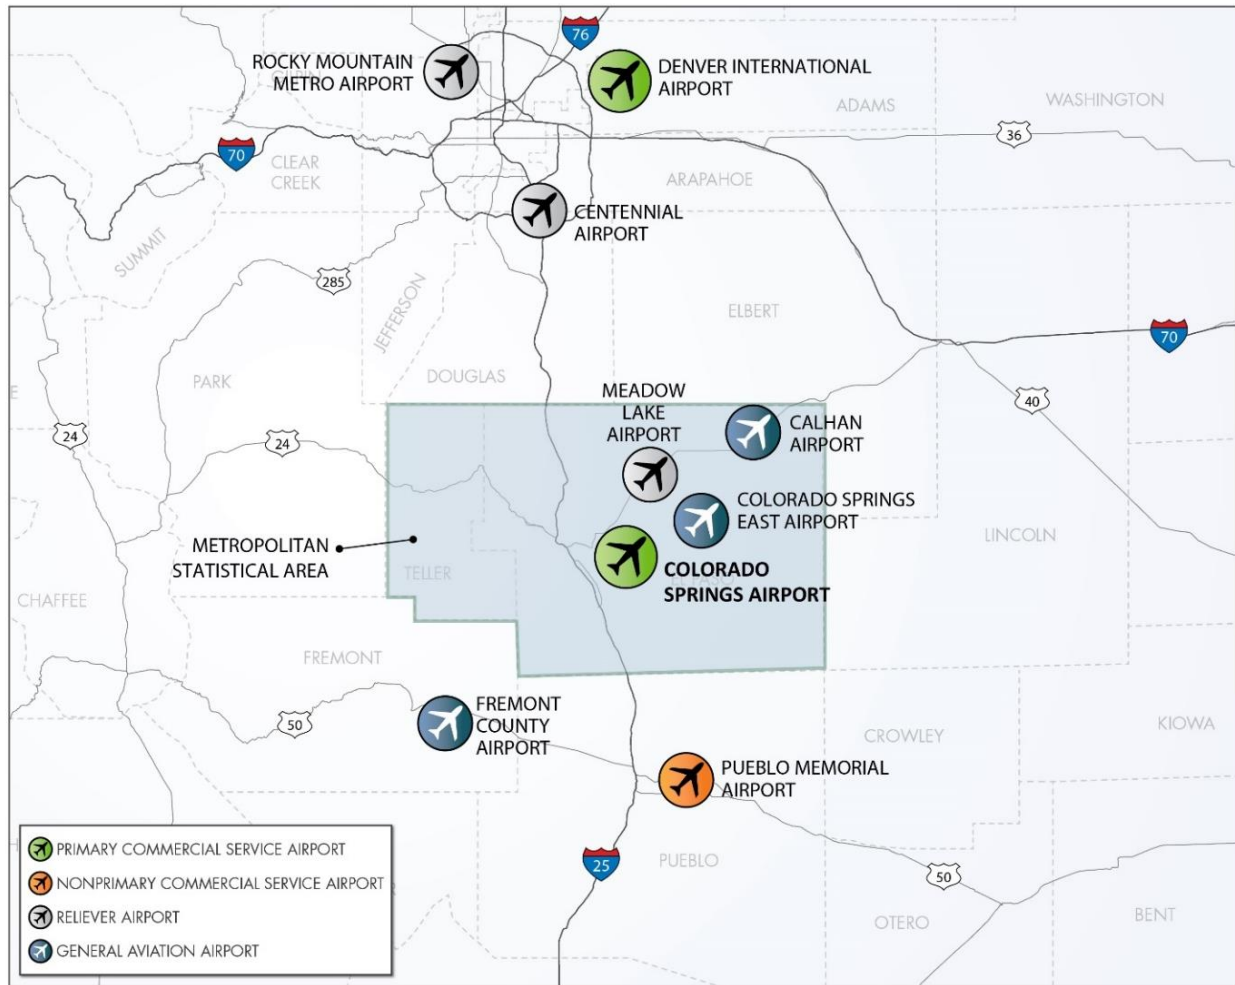 76
ROCKY MOUNTAIN
METRO AIRPORT
GILPIN
DENVER INTERNATIONAL
AIRPORT
ADAMS
WASHINGTON
36
70
CLEAR
CREEK
ARAPAHOE
CENTENNIAL
AIRPORT
SUMMIT
285
JEFFERSON
ELBERT
70
PARK
DOUGLAS
MEADOW
LAKE
AIRPORT
CALHAN
AIRPORT
40
24
24
COLORADO SPRINGS
EAST AIRPORT
LINCOLN
METROPOLITAN
STATISTICAL AREA
TELLER
EL PASO
COLORADO
SPRINGS AIRPORT
CHAFFEE
FREMONT
50
FREMONT
COUNTY
AIRPORT
CROWLEY
KIOWA
PUEBLO MEMORIAL
AIRPORT
25
PUEBLO
50
OTERO
BENT
PRIMARY COMMERCIAL SERVICE AIRPORT
NONPRIMARY COMMERCIAL SERVICE AIRPORT
RELIEVER AIRPORT
GENERAL AVIATION AIRPORT